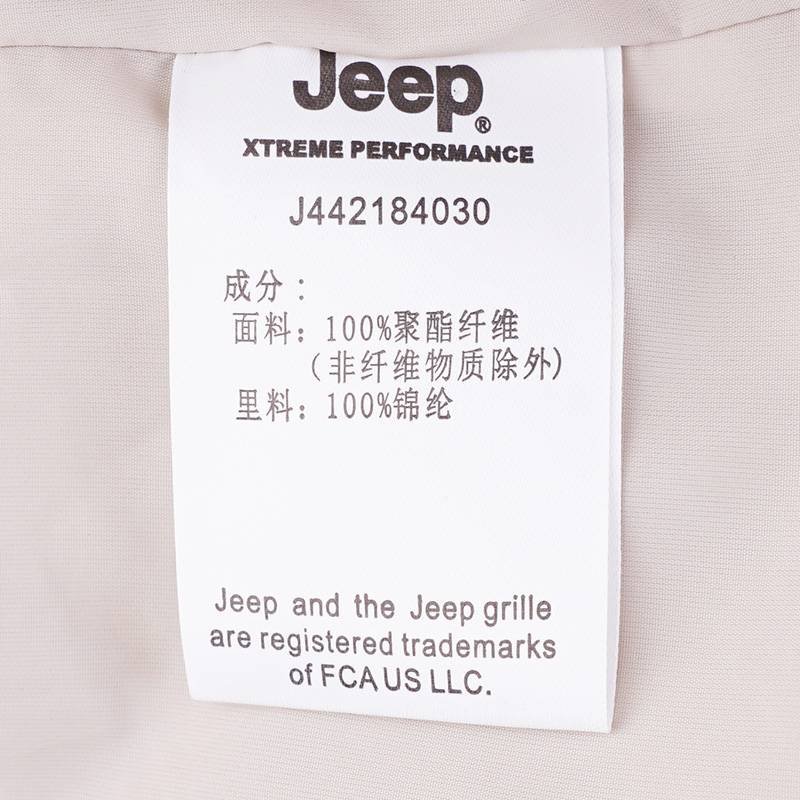 Jeep®
XTREME PERFORMANCE
J442184030
成分：
面料：100%聚酯纤维
(非纤维物质除外)
里料：100%锦纶
Jeep and the Jeep grille
are registered trademarks
of FCA US LLC.